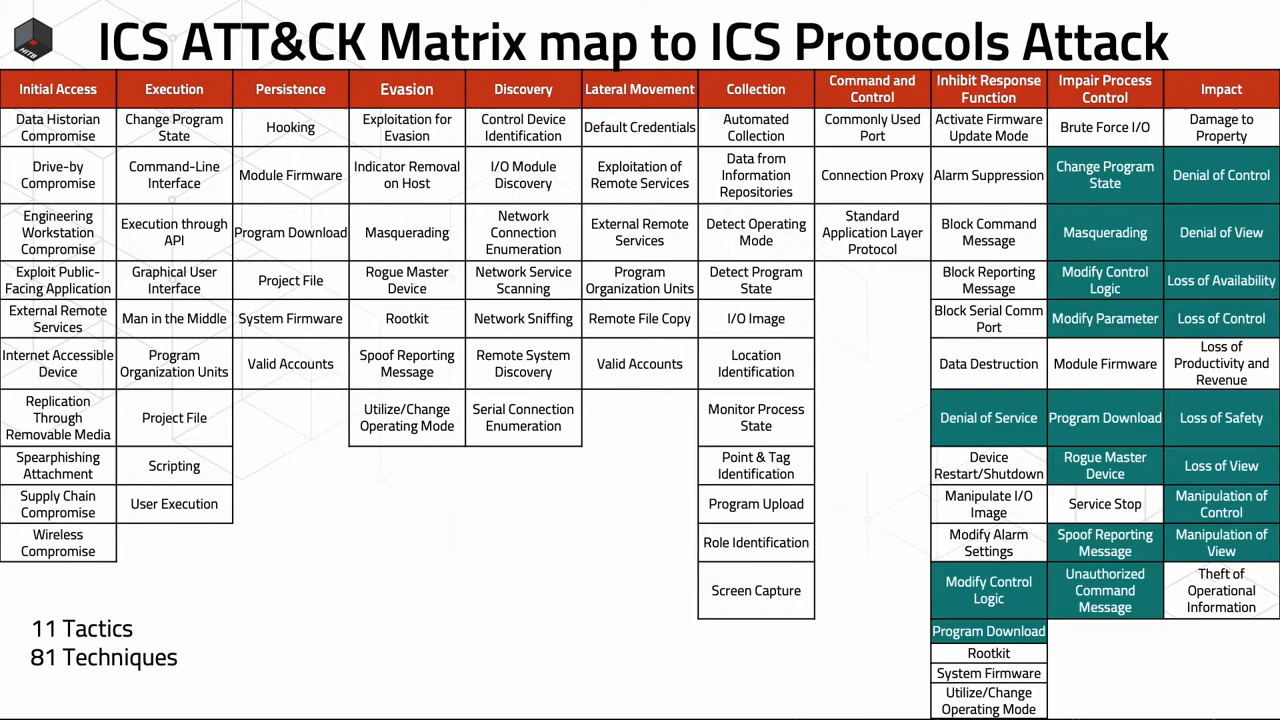 ICS ATT&CK Matrix map to ICS Protocols Attack
HITB
Initial Access
Execution
Persistence
Evasion
Discovery
Lateral Movement
Collection
Command and
Control
Inhibit Response
Function
Impair Process
Control
Impact
Data Historian
Compromise
Change Program
State
Hooking
Exploitation for
Evasion
Control Device
Identification
Default Credentials
Automated
Collection
Commonly Used
Port
Activate Firmware
Update Mode
Brute Force I/O
Damage to
Property
Drive-by
Compromise
Command-Line
Interface
Module Firmware
Indicator Removal
on Host
I/O Module
Discovery
Exploitation of
Remote Services
Data from
Information
Repositories
Connection Proxy
Alarm Suppression
Change Program
State
Denial of Control
Engineering
Workstation
Compromise
Execution through
API
Program Download
Masquerading
Network
Connection
Enumeration
External Remote
Services
Detect Operating
Mode
Standard
Application Layer
Protocol
Block Command
Message
Masquerading
Denial of View
Exploit Public-
Facing Application
Graphical User
Interface
Project File
Rogue Master
Device
Network Service
Scanning
Program
Organization Units
Detect Program
State
Block Reporting
Message
Modify Control
Logic
Loss of Availability
External Remote
Services
Man in the Middle
System Firmware
Rootkit
Network Sniffing
Remote File Copy
I/O Image
Block Serial Comm
Port
Modify Parameter
Loss of Control
Internet Accessible
Device
Program
Organization Units
Valid Accounts
Spoof Reporting
Message
Remote System
Discovery
Valid Accounts
Location
Identification
Data Destruction
Module Firmware
Loss of
Productivity and
Revenue
Replication
Through
Removable Media
Project File
Utilize/Change
Operating Mode
Serial Connection
Enumeration
Monitor Process
State
Denial of Service
Program Download
Loss of Safety
Spearphishing
Attachment
Scripting
Point & Tag
Identification
Device
Restart/Shutdown
Rogue Master
Device
Loss of View
Supply Chain
Compromise
User Execution
Program Upload
Manipulate I/O
Image
Service Stop
Manipulation of
Control
Wireless
Compromise
Role Identification
Modify Alarm
Settings
Spoof Reporting
Message
Manipulation of
View
Screen Capture
Modify Control
Logic
Unauthorized
Command
Message
Theft of
Operational
Information
Program Download
Rootkit
System Firmware
Utilize/Change
Operating Mode
11 Tactics
81 Techniques